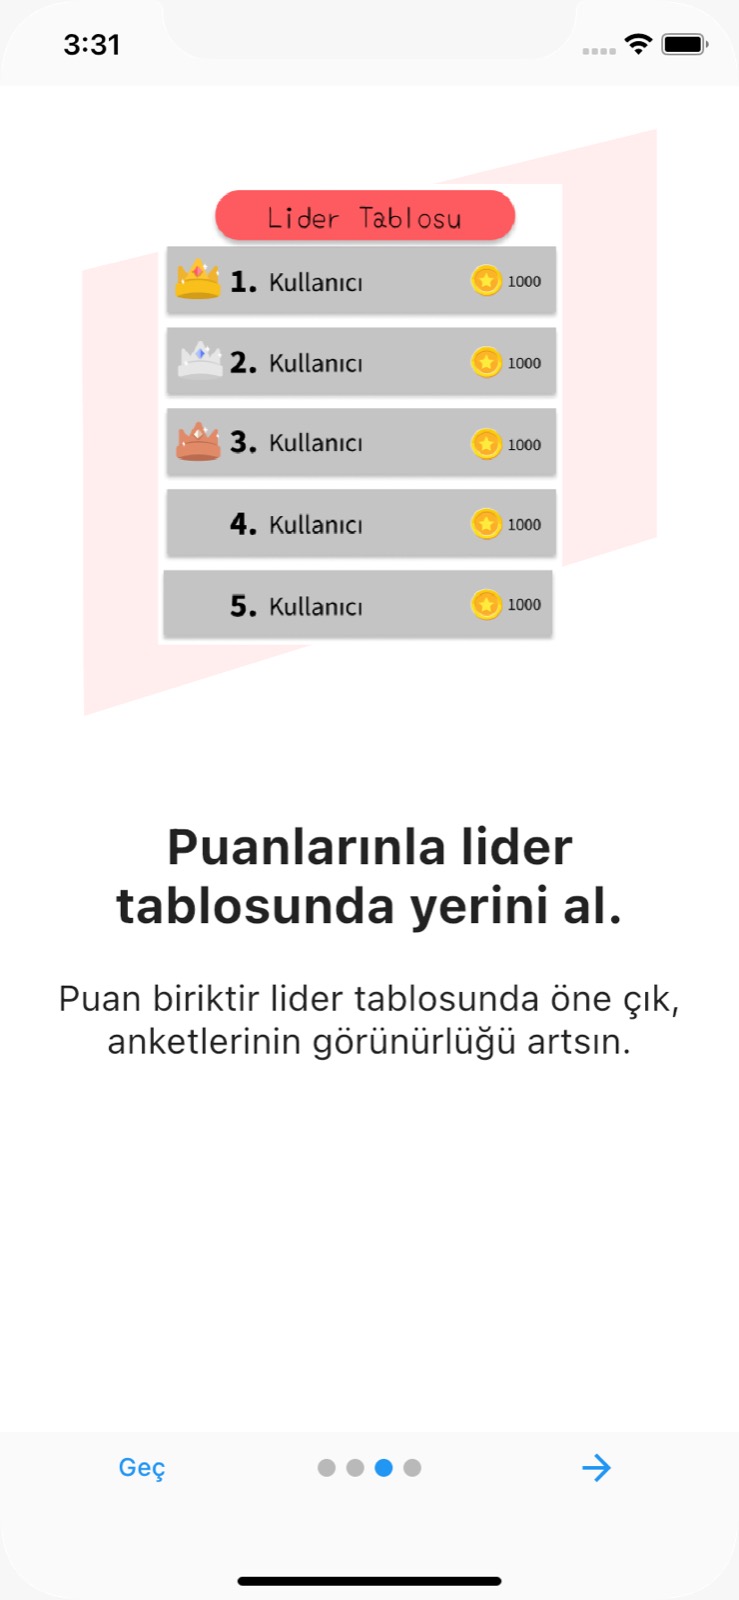 3:31
Lider Tablosu
1. Kullanıcı 1000
2. Kullanıcı 1000
3. Kullanıcı 1000
4. Kullanıcı 1000
5. Kullanıcı 1000
Puanlarınla lider
tablosunda yerini al.
Puan biriktir lider tablosunda öne çık,
anketlerinin görünürlüğü artsın.
Geç